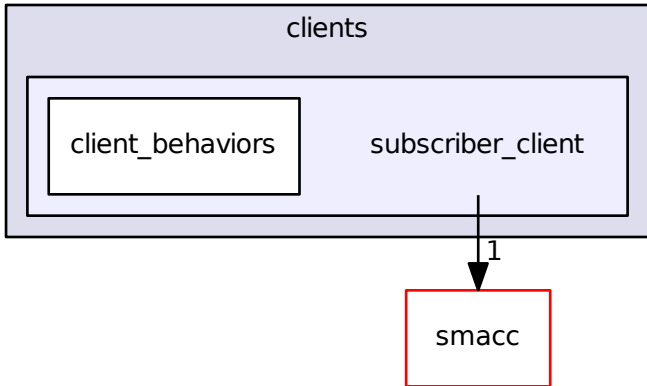 clients
client_behaviors
subscriber_client
1
smacc